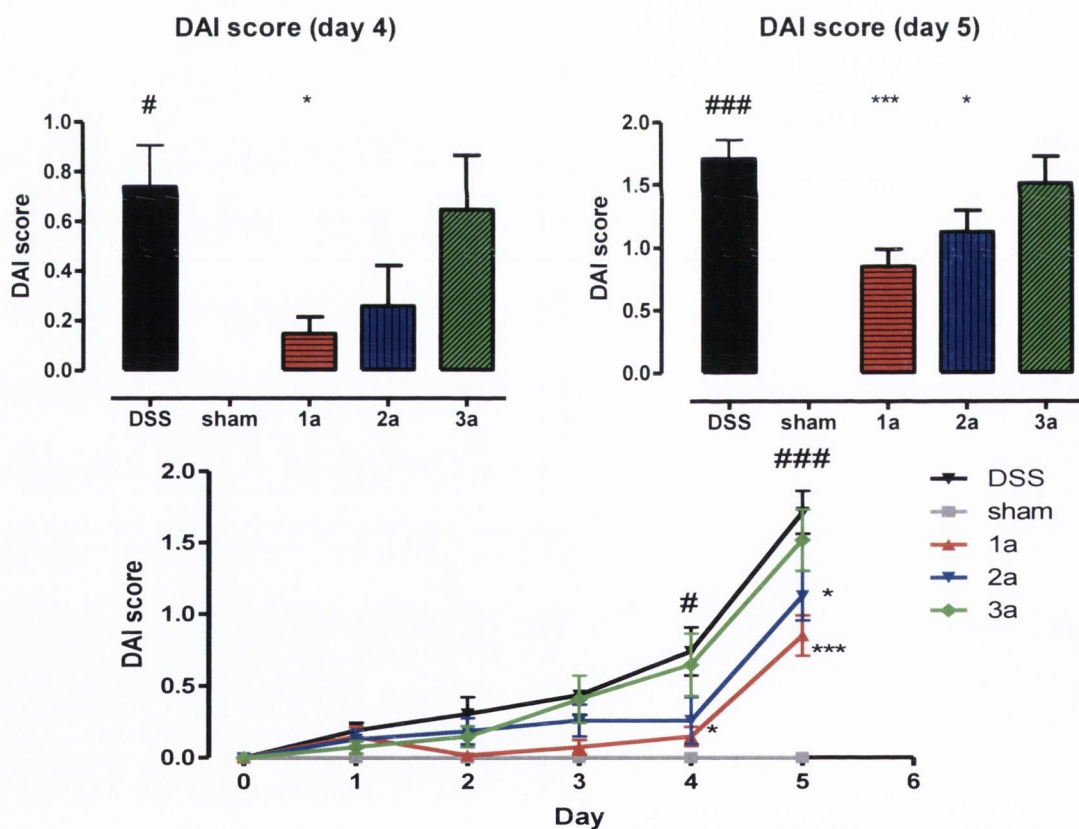 DAI score (day 4)
# *
DAI score
1.0
0.8
0.6
0.4
0.2
0.0
DSS sham 1a 2a 3a
DAI score (day 5)
### *** *
DAI score
2.0
1.5
1.0
0.5
0.0
DSS sham 1a 2a 3a
DAI score
2.0
1.5
1.0
0.5
0.0
###
#
*
***
*
0 1 2 3 4 5 6
Day
DSS
sham
1a
2a
3a